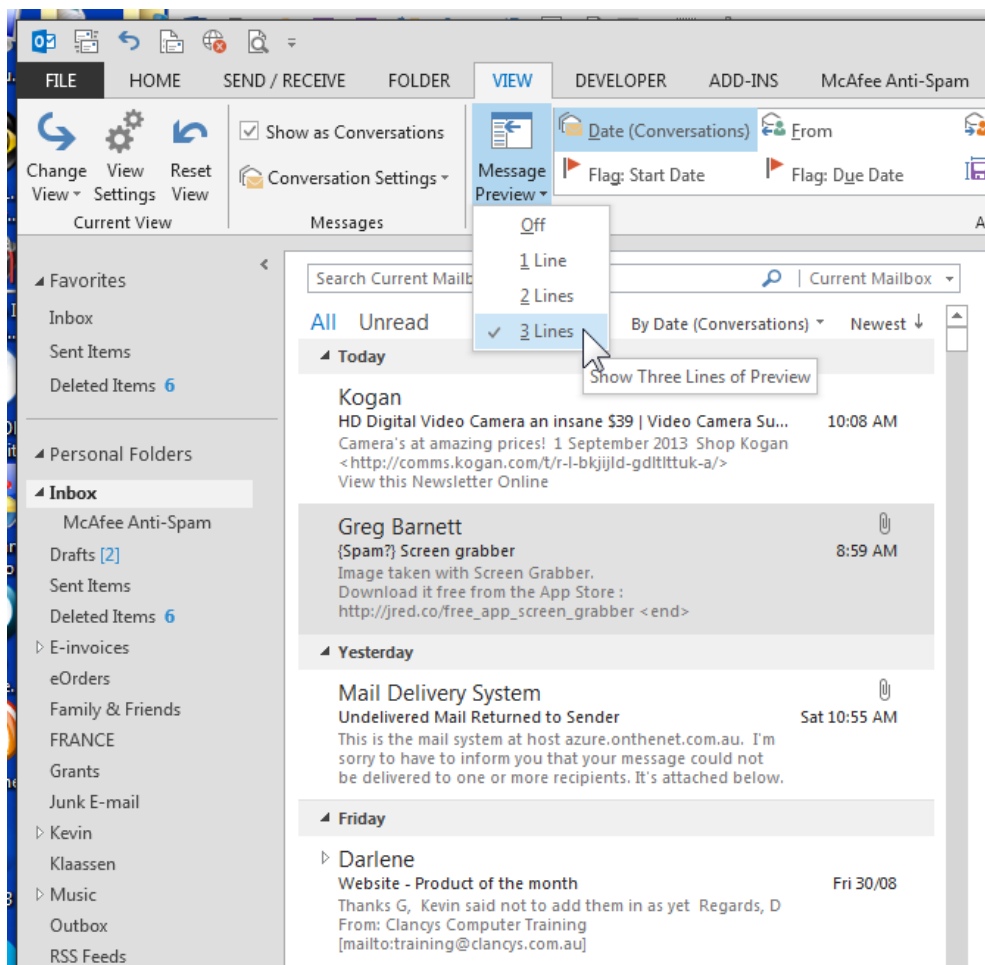 FILE HOME SEND / RECEIVE FOLDER VIEW DEVELOPER ADD-INS McAfee Anti-Spam
Change View
View Settings
Reset View
Current View
Show as Conversations
Conversation Settings
Messages
Message Preview
Date (Conversations)
From
Flag: Start Date
Flag: Due Date
Off
1 Line
2 Lines
3 Lines
Show Three Lines of Preview
Favorites
Inbox
Sent Items
Deleted Items 6
Personal Folders
Inbox
McAfee Anti-Spam
Drafts [2]
Sent Items
Deleted Items 6
E-invoices
eOrders
Family & Friends
FRANCE
Grants
Junk E-mail
Kevin
Klaassen
Music
Outbox
RSS Feeds
Search Current Mailb
Current Mailbox
All Unread By Date (Conversations) Newest ↓
Today
Kogan
HD Digital Video Camera an insane $39 | Video Camera Su... 10:08 AM
Camera's at amazing prices! 1 September 2013 Shop Kogan
<http://comms.kogan.com/t/r-l-bkjijld-gdltlttuk-a/>
View this Newsletter Online
Greg Barnett
{Spam?} Screen grabber 8:59 AM
Image taken with Screen Grabber.
Download it free from the App Store :
http://jred.co/free_app_screen_grabber <end>
Yesterday
Mail Delivery System
Undelivered Mail Returned to Sender Sat 10:55 AM
This is the mail system at host azure.onthenet.com.au. I'm
sorry to have to inform you that your message could not
be delivered to one or more recipients. It's attached below.
Friday
Darlene
Website - Product of the month Fri 30/08
Thanks G, Kevin said not to add them in as yet Regards, D
From: Clancys Computer Training
[mailto:training@clancys.com.au]